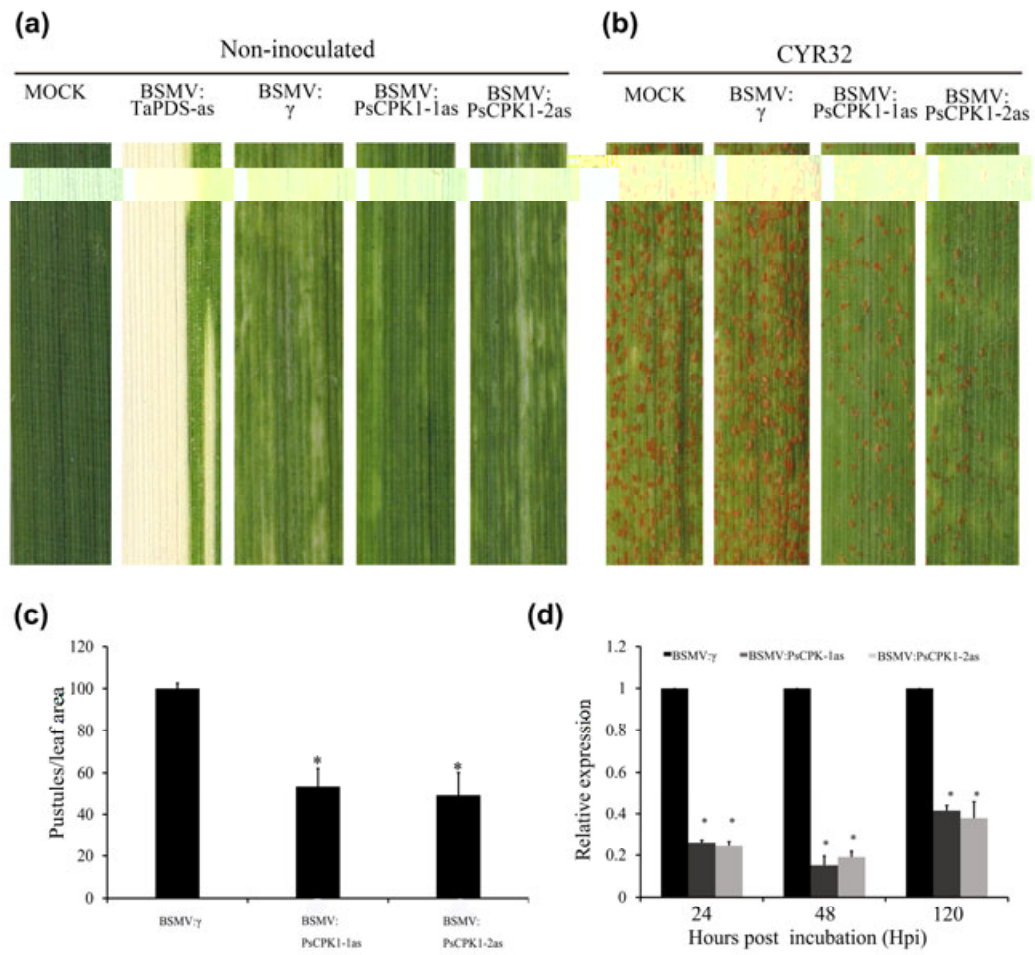 (a)
Non-inoculated
MOCK
BSMV:
TaPDS-as
BSMV:
γ
BSMV:
PsCPK1-1as
BSMV:
PsCPK1-2as
(b)
CYR32
MOCK
BSMV:
γ
BSMV:
PsCPK1-1as
BSMV:
PsCPK1-2as
(c)
Pustules/leaf area
120
100
80
60
40
20
0
*
*
BSMV:γ
BSMV:
PsCPK1-1as
BSMV:
PsCPK1-2as
(d)
Relative expression
1.2
1
0.8
0.6
0.4
0.2
0
BSMV:γ BSMV:PsCPK-1as BSMV:PsCPK1-2as
* *
* *
* *
24 48 120
Hours post incubation (Hpi)